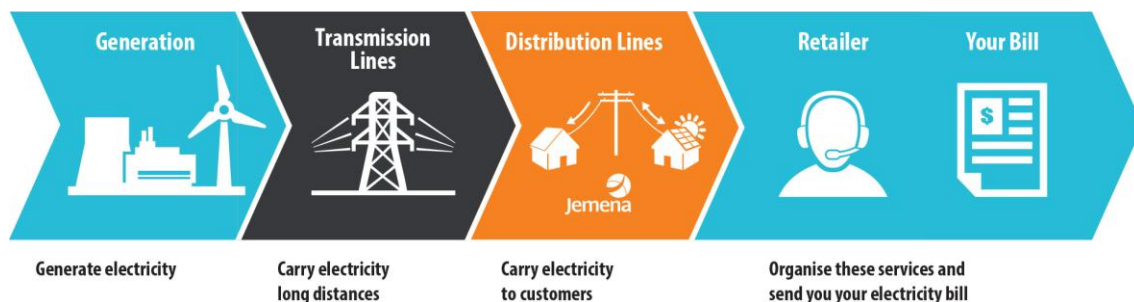 Generation
Transmission
Lines
Distribution Lines
Retailer
Your Bill
$
Jemena
Generate electricity
Carry electricity
long distances
Carry electricity
to customers
Organise these services and
send you your electricity bill